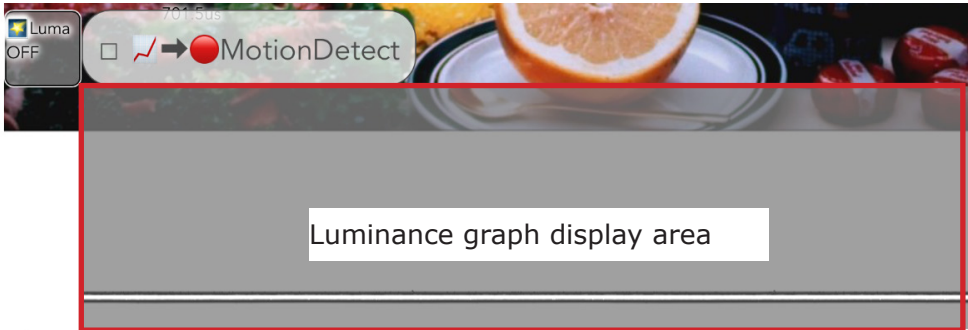 701.5us
Luma
OFF
□ 📈➡🔴MotionDetect
Luminance graph display area